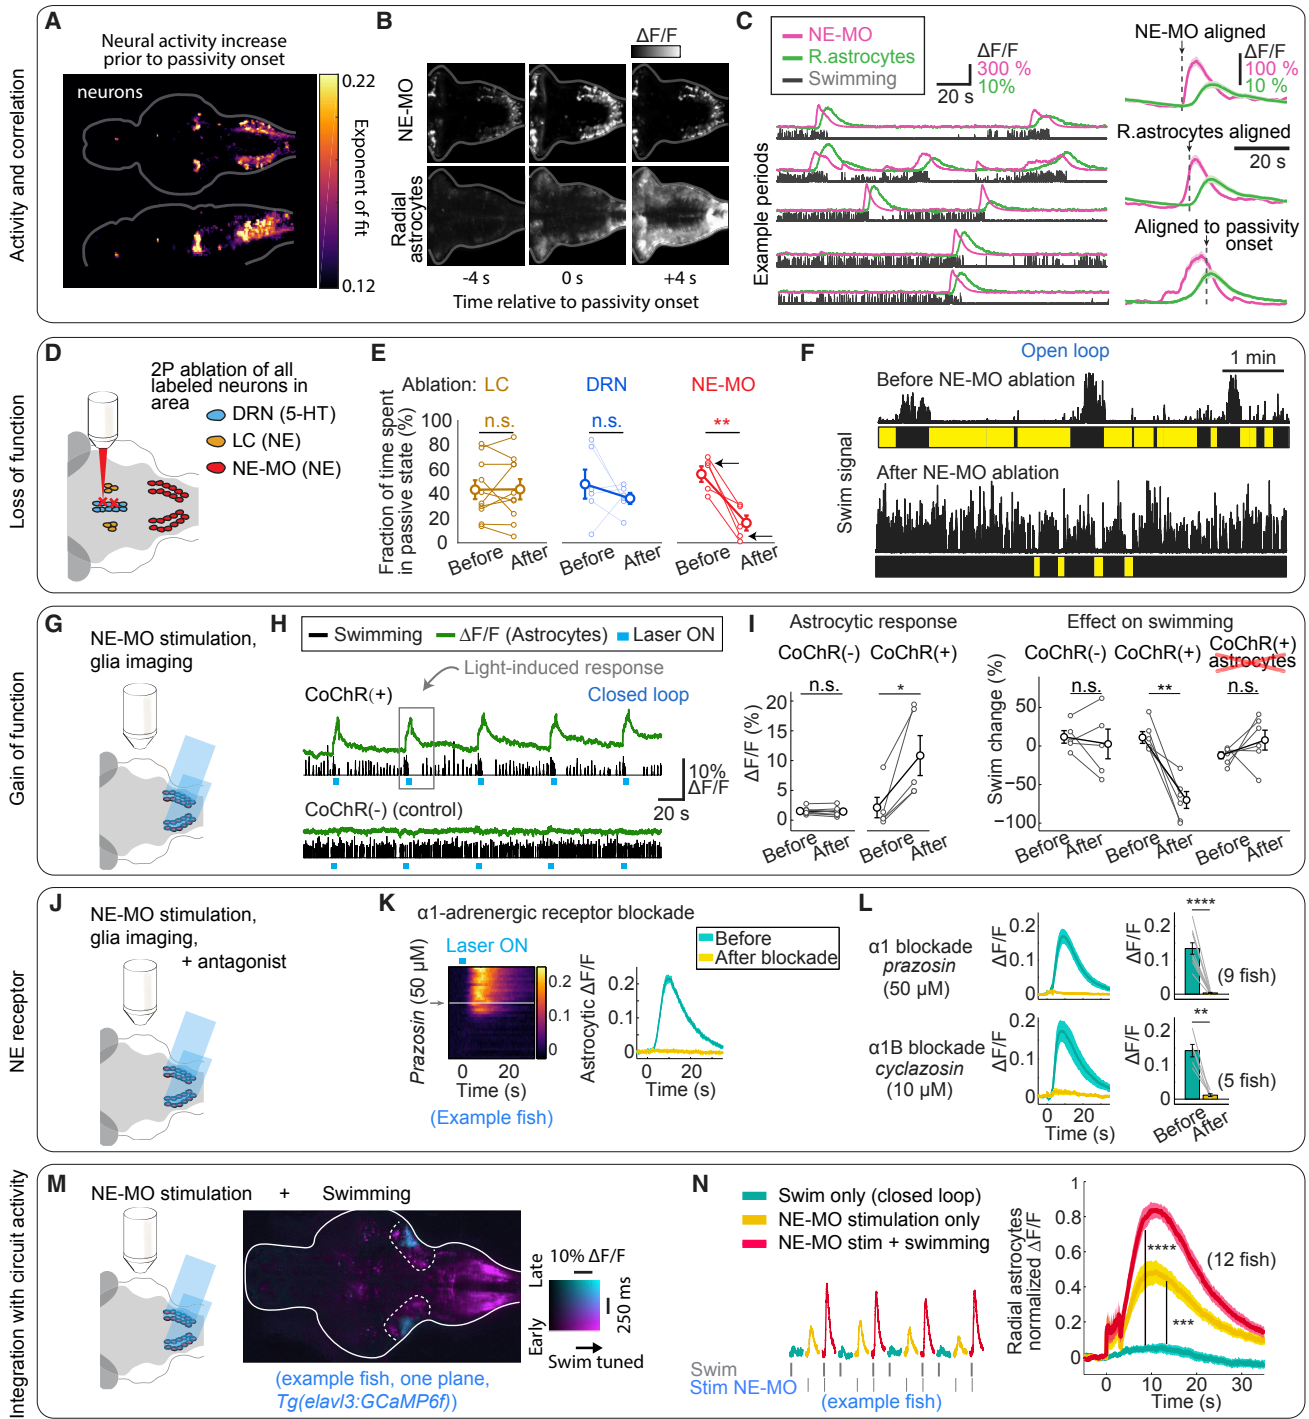 Activity and correlation
A
Neural activity increase
prior to passivity onset
neurons
0.22
Exponent of fit
0.12
B
ΔF/F
NE-MO
Radial
astrocytes
-4 s
0 s
+4 s
Time relative to passivity onset
C
NE-MO
R.astrocytes
Swimming
ΔF/F
300 %
10%
20 s
Example periods
NE-MO aligned
ΔF/F
100 %
10 %
R.astrocytes aligned
20 s
Aligned to passivity
onset
Loss of function
D
2P ablation of all
labeled neurons in
area
DRN (5-HT)
LC (NE)
NE-MO (NE)
E
Ablation: LC
DRN
NE-MO
Fraction of time spent
in passive state (%)
100
80
60
40
20
0
n.s.
n.s.
**
Before
After
Before
After
Before
After
F
Open loop
1 min
Before NE-MO ablation
After NE-MO ablation
Swim signal
Gain of function
G
NE-MO stimulation,
glia imaging
H
Swimming
ΔF/F (Astrocytes)
Laser ON
Light-induced response
CoChR(+)
Closed loop
10%
ΔF/F
20 s
CoChR(-) (control)
I
Astrocytic response
CoChR(-)
CoChR(+)
n.s.
*
ΔF/F (%)
20
15
10
5
0
Before
After
Before
After
Effect on swimming
CoChR(-)
CoChR(+)
CoChR(+)
astrocytes
n.s.
**
n.s.
Swim change (%)
50
0
−50
−100
Before
After
Before
After
Before
After
NE receptor
J
NE-MO stimulation,
glia imaging,
+ antagonist
K
α1-adrenergic receptor blockade
Laser ON
Before
After blockade
Prazosin (50 µM)
0.2
0.1
0
0
20
Time (s)
(Example fish)
Astrocytic ΔF/F
0.2
0.1
0
0
20
Time (s)
L
α1 blockade
prazosin
(50 µM)
ΔF/F
0.2
0.1
0
ΔF/F
0.2
0.1
0
****
(9 fish)
α1B blockade
cyclazosin
(10 µM)
ΔF/F
0.2
0.1
0
0
20
Time (s)
ΔF/F
0.2
0.1
0
**
(5 fish)
Before
After
Integration with circuit activity
M
NE-MO stimulation + Swimming
10% ΔF/F
Late
Early
250 ms
Swim tuned
(example fish, one plane,
Tg(elavl3:GCaMP6f))
N
Swim only (closed loop)
NE-MO stimulation only
NE-MO stim + swimming
Swim
Stim NE-MO
(example fish)
Radial astrocytes
normalized ΔF/F
1
0.8
0.6
0.4
0.2
0
****
***
(12 fish)
0
10
20
30
Time (s)